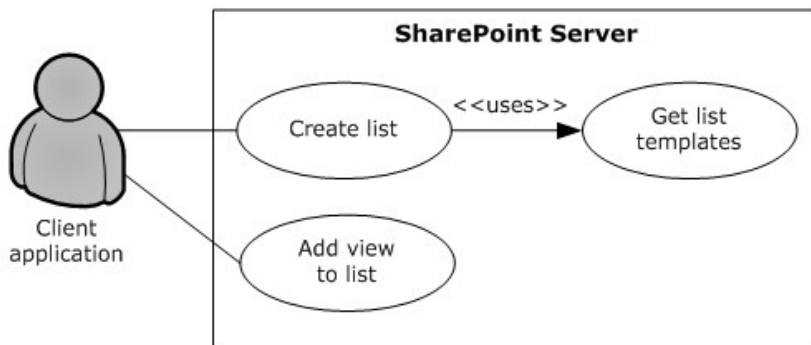 SharePoint Server
Create list
<<uses>>
Get list
templates
Client
application
Add view
to list